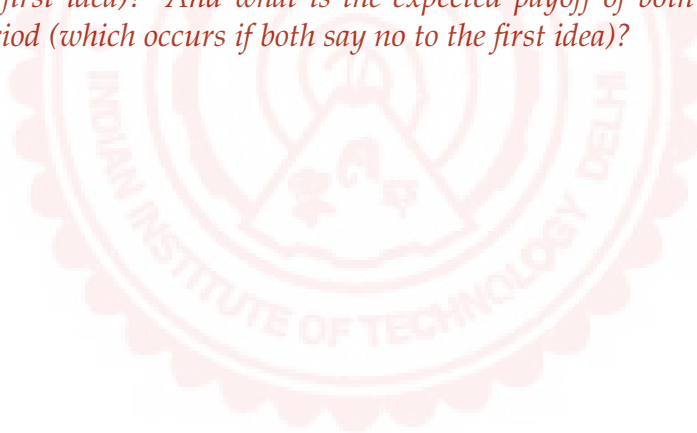 first idea)? And what is the expected payoff of both
iod (which occurs if both say no to the first idea)?
INDIAN INSTITUTE OF TECHNOLOGY DELHI